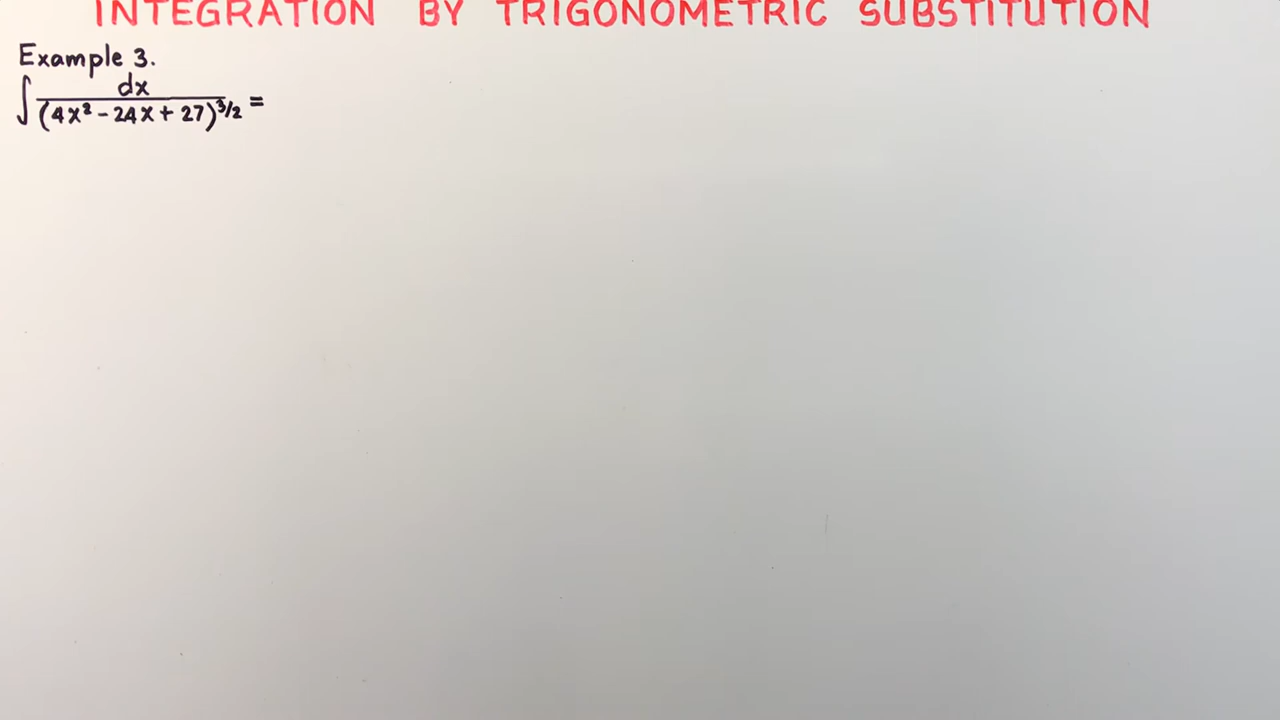 INTEGRATION BY TRIGONOMETRIC SUBSTITUTION
Example 3.
∫ dx / (4x² - 24x + 27)^3/2 =